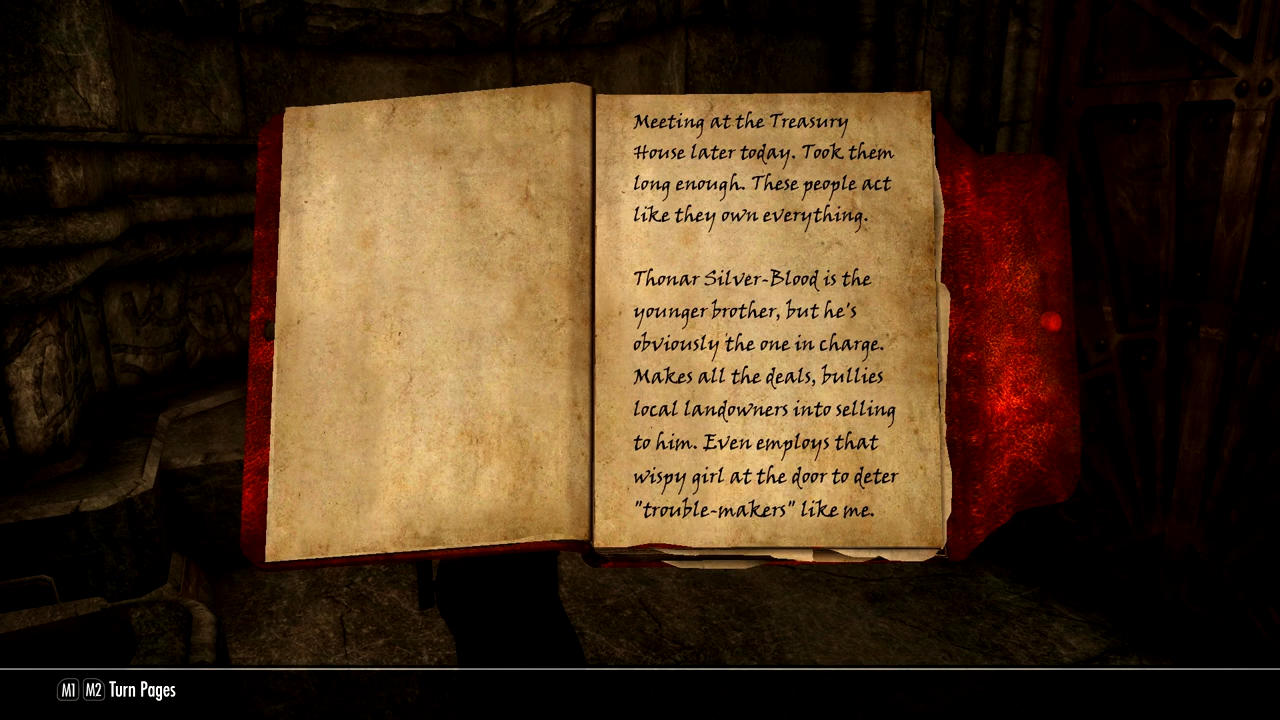 Meeting at the Treasury
House later today. Took them
long enough. These people act
like they own everything.
Thonar Silver-Blood is the
younger brother, but he's
obviously the one in charge.
Makes all the deals, bullies
local landowners into selling
to him. Even employs that
wispy girl at the door to deter
"trouble-makers" like me.
M1 M2 Turn Pages